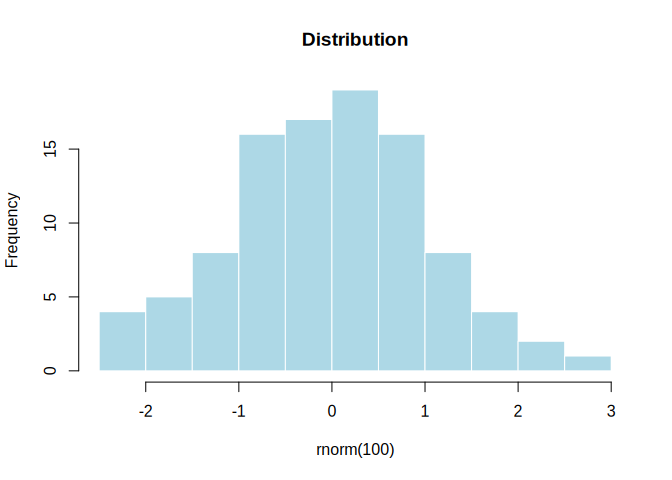 Distribution
Frequency
15
10
5
0
-2 -1 0 1 2 3
rnorm(100)